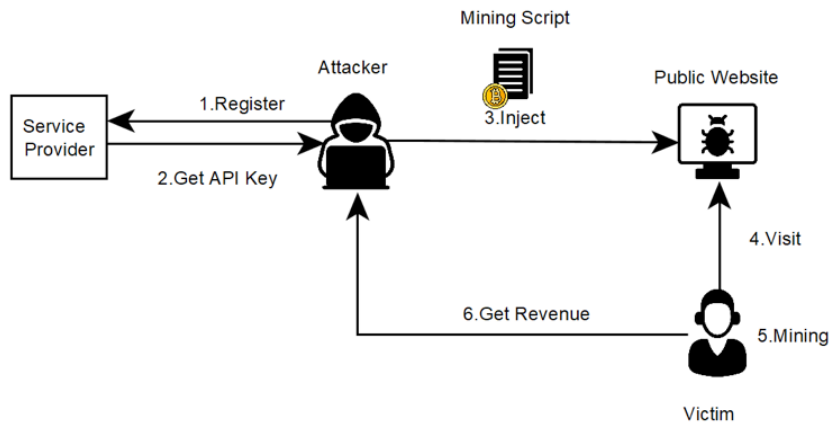 Mining Script
Attacker
Public Website
1.Register
3.Inject
Service
Provider
2.Get API Key
4.Visit
6.Get Revenue
5.Mining
Victim